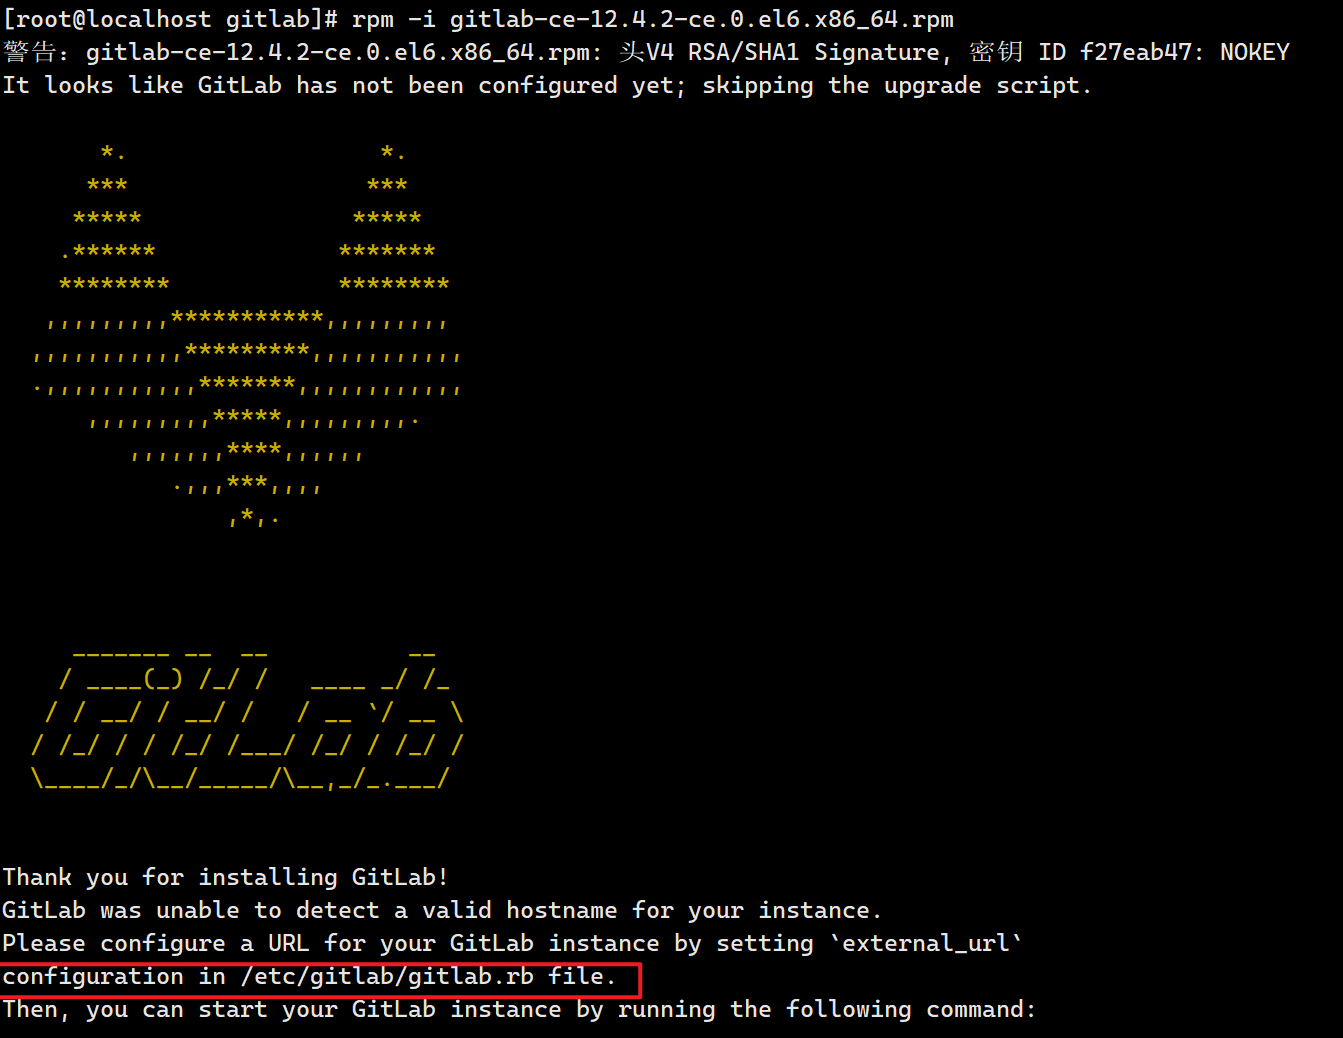 [root@localhost gitlab]# rpm -i gitlab-ce-12.4.2-ce.0.el6.x86_64.rpm
警告：gitlab-ce-12.4.2-ce.0.el6.x86_64.rpm: 头V4 RSA/SHA1 Signature, 密钥 ID f27eab47: NOKEY
It looks like GitLab has not been configured yet; skipping the upgrade script.
       *.                  *.
      ***                 ***
     *****               *****
    .******             *******
    ********            ********
   ,,,,,,,,,***********,,,,,,,,,
  ,,,,,,,,,,,*********,,,,,,,,,,,
  .,,,,,,,,,,,*******,,,,,,,,,,,,
      ,,,,,,,,,*****,,,,,,,,,.
         ,,,,,,,****,,,,,,
            .,,,***,,,,
                ,*,.
     _______ __  __          __
    / ____(_) /_/ /   ____ _/ /_
   / / __/ / __/ /   / __ `/ __ \
  / /_/ / / /_/ /___/ /_/ / /_/ /
  \____/_/\__/_____/\__,_/_.___/
Thank you for installing GitLab!
GitLab was unable to detect a valid hostname for your instance.
Please configure a URL for your GitLab instance by setting `external_url`
configuration in /etc/gitlab/gitlab.rb file.
Then, you can start your GitLab instance by running the following command: